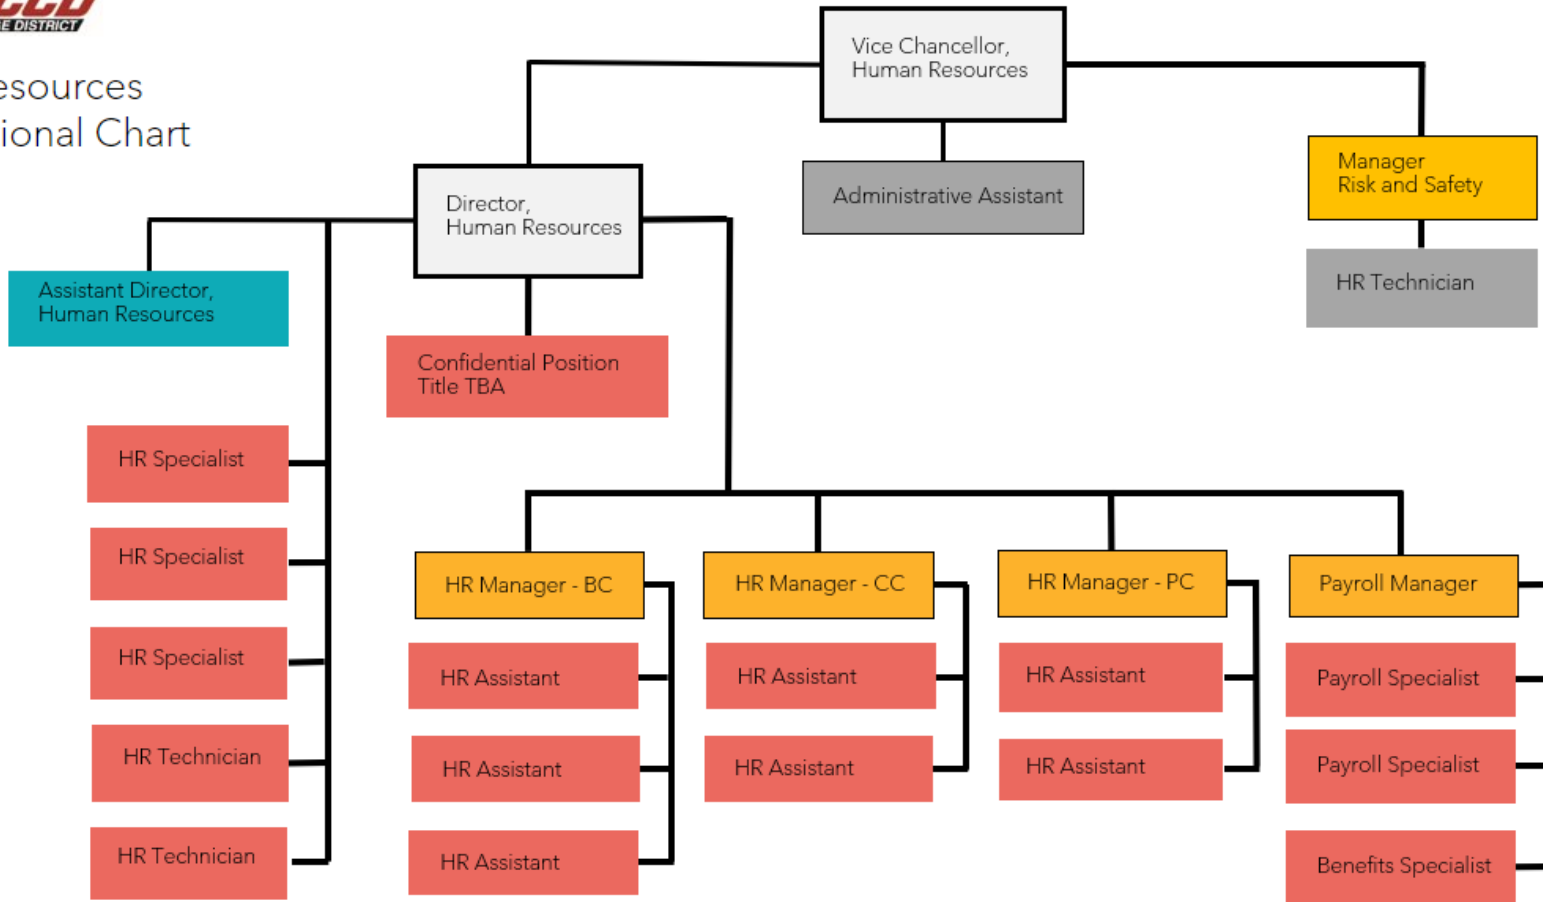 DISTRICT
Vice Chancellor,
Human Resources
esources
ional Chart
Manager
Risk and Safety
Administrative Assistant
Director,
Human Resources
HR Technician
Assistant Director,
Human Resources
Confidential Position
Title TBA
HR Specialist
HR Specialist
HR Specialist
HR Technician
HR Technician
HR Manager - BC
HR Assistant
HR Assistant
HR Assistant
HR Manager - CC
HR Assistant
HR Assistant
HR Manager - PC
HR Assistant
HR Assistant
Payroll Manager
Payroll Specialist
Payroll Specialist
Benefits Specialist